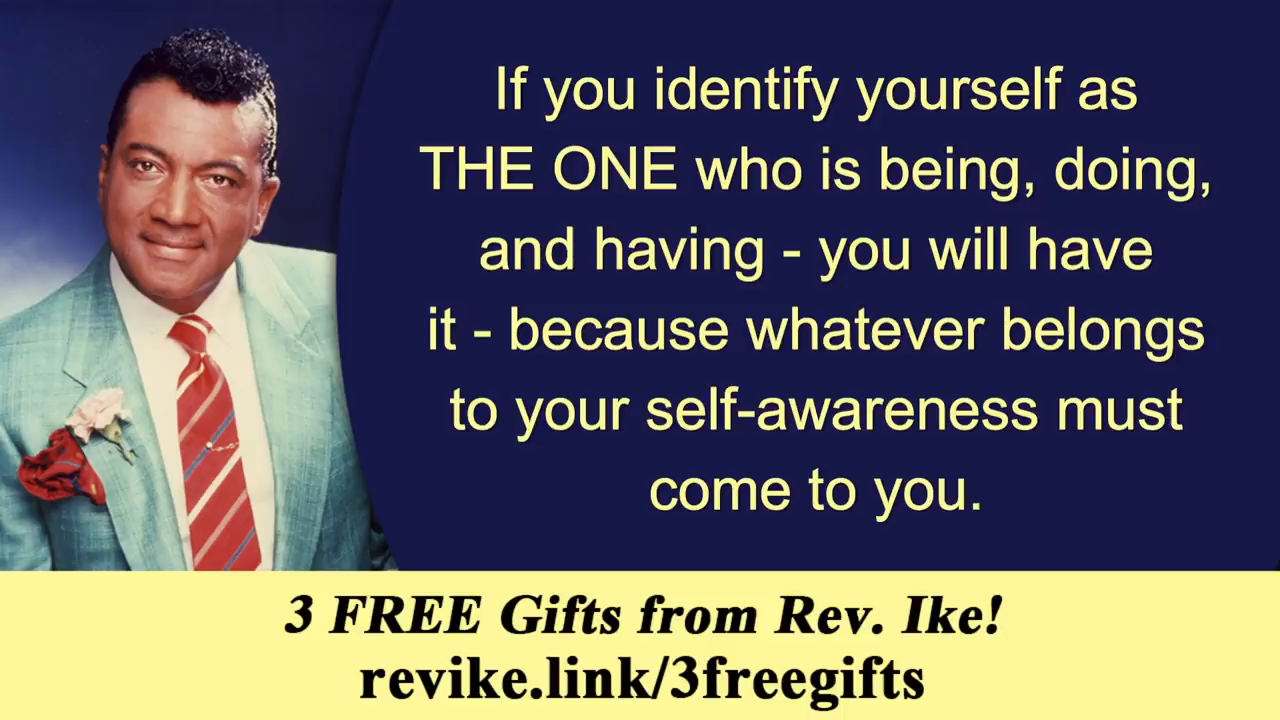 If you identify yourself as
THE ONE who is being, doing,
and having - you will have
it - because whatever belongs
to your self-awareness must
come to you.
3 FREE Gifts from Rev. Ike!
revike.link/3freegifts